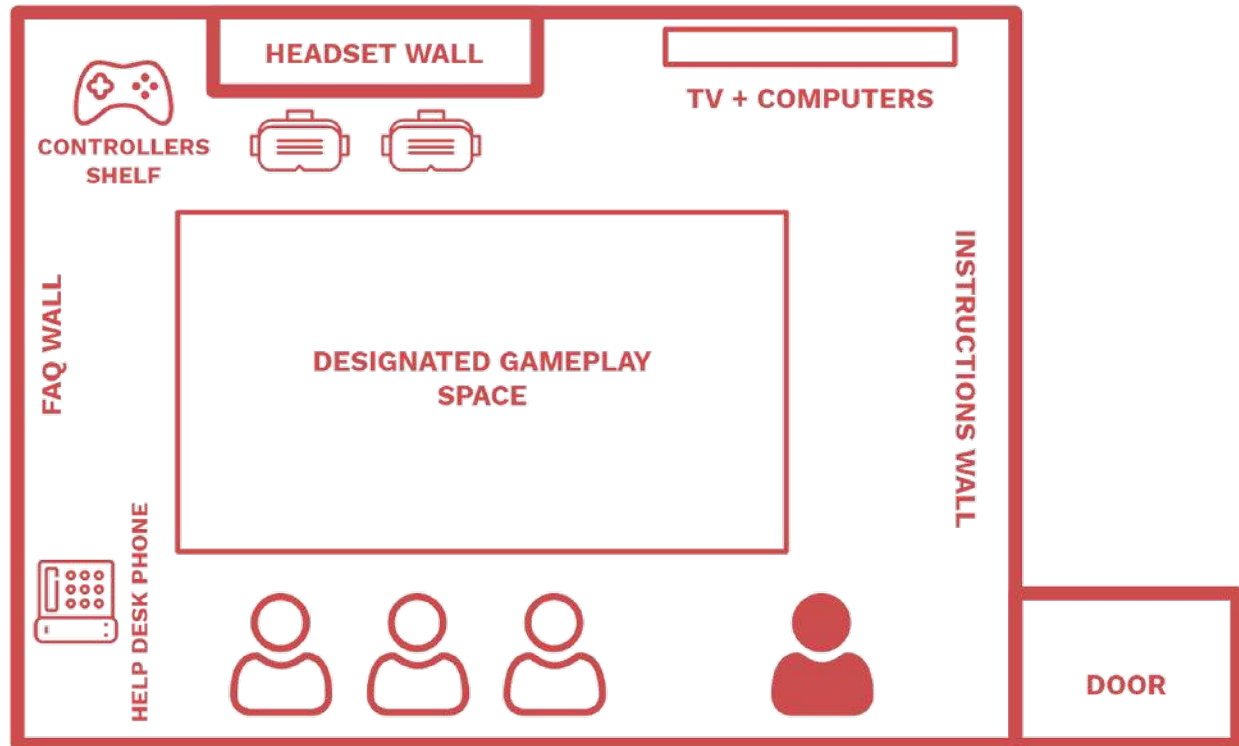 HEADSET WALL
TV + COMPUTERS
CONTROLLERS
SHELF
FAQ WALL
DESIGNATED GAMEPLAY
SPACE
INSTRUCTIONS WALL
HELP DESK PHONE
DOOR